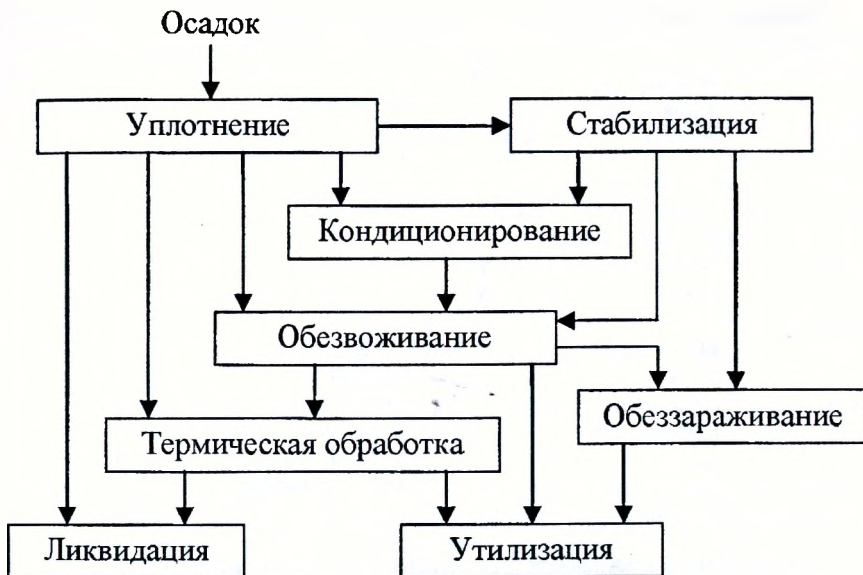 Осадок
Уплотнение
Стабилизация
Кондиционирование
Обезвоживание
Обеззараживание
Термическая обработка
Ликвидация
Утилизация